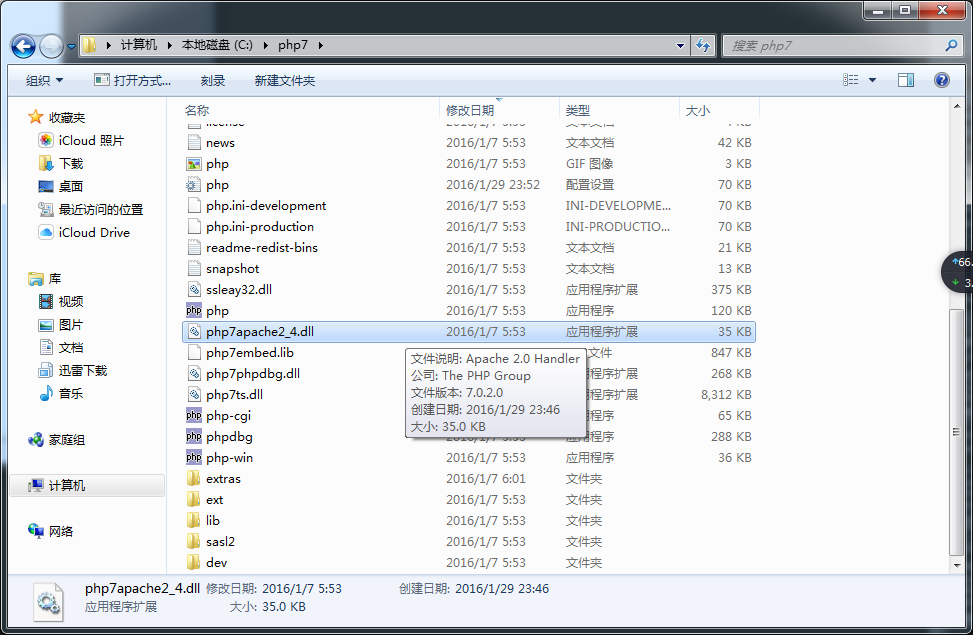 计算机 本地磁盘 (C:) php7
搜索 php7
组织 打开方式... 刻录 新建文件夹
收藏夹
iCloud 照片
下载
桌面
最近访问的位置
iCloud Drive
库
视频
图片
文档
迅雷下载
音乐
家庭组
计算机
网络
名称 修改日期 类型 大小
license 2016/1/7 5:53 文本文档 KB
news 2016/1/7 5:53 文本文档 42 KB
php 2016/1/7 5:53 GIF 图像 3 KB
php 2016/1/29 23:52 配置设置 70 KB
php.ini-development 2016/1/7 5:53 INI-DEVELOPME... 70 KB
php.ini-production 2016/1/7 5:53 INI-PRODUCTIO... 70 KB
readme-redist-bins 2016/1/7 5:53 文本文档 21 KB
snapshot 2016/1/7 5:53 文本文档 13 KB
ssleay32.dll 2016/1/7 5:53 应用程序扩展 375 KB
php php 2016/1/7 5:53 应用程序 120 KB
php7apache2_4.dll 2016/1/7 5:53 应用程序扩展 35 KB
php7embed.lib 文件 847 KB
php7phpdbg.dll 程序扩展 268 KB
php7ts.dll 程序扩展 8,312 KB
php php-cgi 程序 65 KB
php phpdbg 2016/1/7 5:53 程序 288 KB
php php-win 2016/1/7 5:53 应用程序 36 KB
extras 2016/1/7 6:01 文件夹
ext 2016/1/7 5:53 文件夹
lib 2016/1/7 5:53 文件夹
sasl2 2016/1/7 5:53 文件夹
dev 2016/1/7 5:53 文件夹
文件说明: Apache 2.0 Handler
公司: The PHP Group
文件版本: 7.0.2.0
创建日期: 2016/1/29 23:46
大小: 35.0 KB
66.
3.
php7apache2_4.dll 修改日期: 2016/1/7 5:53 创建日期: 2016/1/29 23:46
应用程序扩展 大小: 35.0 KB